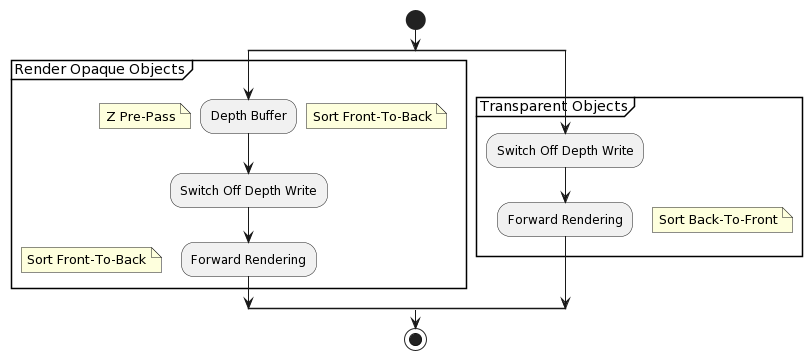 Render Opaque Objects
Z Pre-Pass
Depth Buffer
Sort Front-To-Back
Switch Off Depth Write
Sort Front-To-Back
Forward Rendering
Transparent Objects
Switch Off Depth Write
Forward Rendering
Sort Back-To-Front